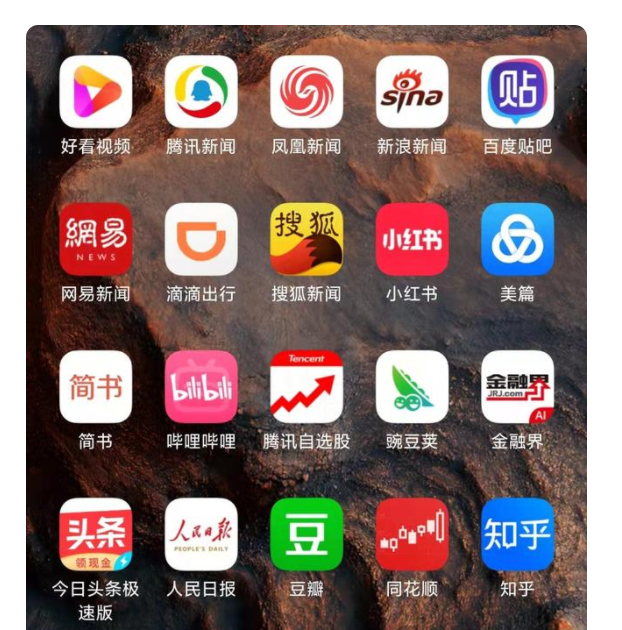 好看视频
腾讯新闻
凤凰新闻
sina
新浪新闻
贴
百度贴吧
網易
NEWS
网易新闻
滴滴出行
搜狐
搜狐新闻
小红书
小红书
美篇
简书
简书
bilibili
哔哩哔哩
Tencent
腾讯自选股
豌豆荚
金融界
JRJ.com
AI
金融界
头条
领现金
今日头条极
速版
人民日报
PEOPLE'S DAILY
人民日报
豆
豆瓣
同花顺
知乎
知乎